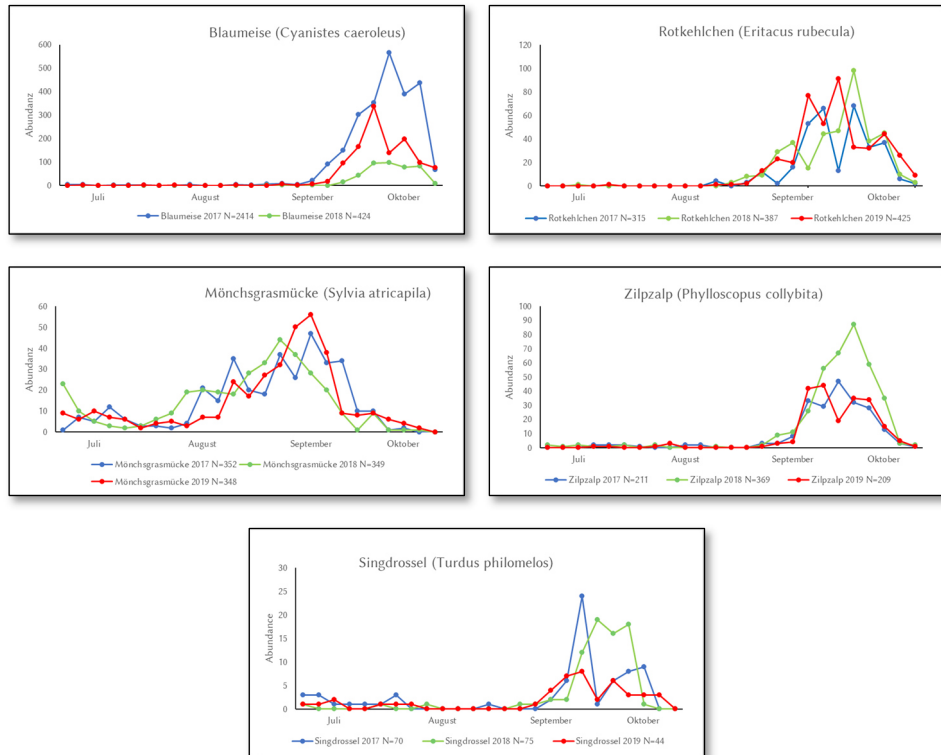 Blaumeise (Cyanistes caeroleus)
600
500
400
300
200
100
0
Abundanz
Juli August September Oktober
Blaumeise 2017 N=2414 Blaumeise 2018 N=424
Rotkehlchen (Eritacus rubecula)
120
100
80
60
40
20
0
Abundanz
Juli August September Oktober
Rotkehlchen 2017 N=315 Rotkehlchen 2018 N=387 Rotkehlchen 2019 N=425
Mönchsgrasmücke (Sylvia atricapila)
60
50
40
30
20
10
0
Abundanz
Juli August September Oktober
Mönchsgrasmücke 2017 N=352 Mönchsgrasmücke 2018 N=349
Mönchsgrasmücke 2019 N=348
Zilpzalp (Phylloscopus collybita)
100
90
80
70
60
50
40
30
20
10
0
Abundanz
Juli August September Oktober
Zilpzalp 2017 N=211 Zilpzalp 2018 N=369 Zilpzalp 2019 N=209
Singdrossel (Turdus philomelos)
30
25
20
15
10
5
0
Abundance
Juli August September Oktober
Singdrossel 2017 N=70 Singdrossel 2018 N=75 Singdrossel 2019 N=44